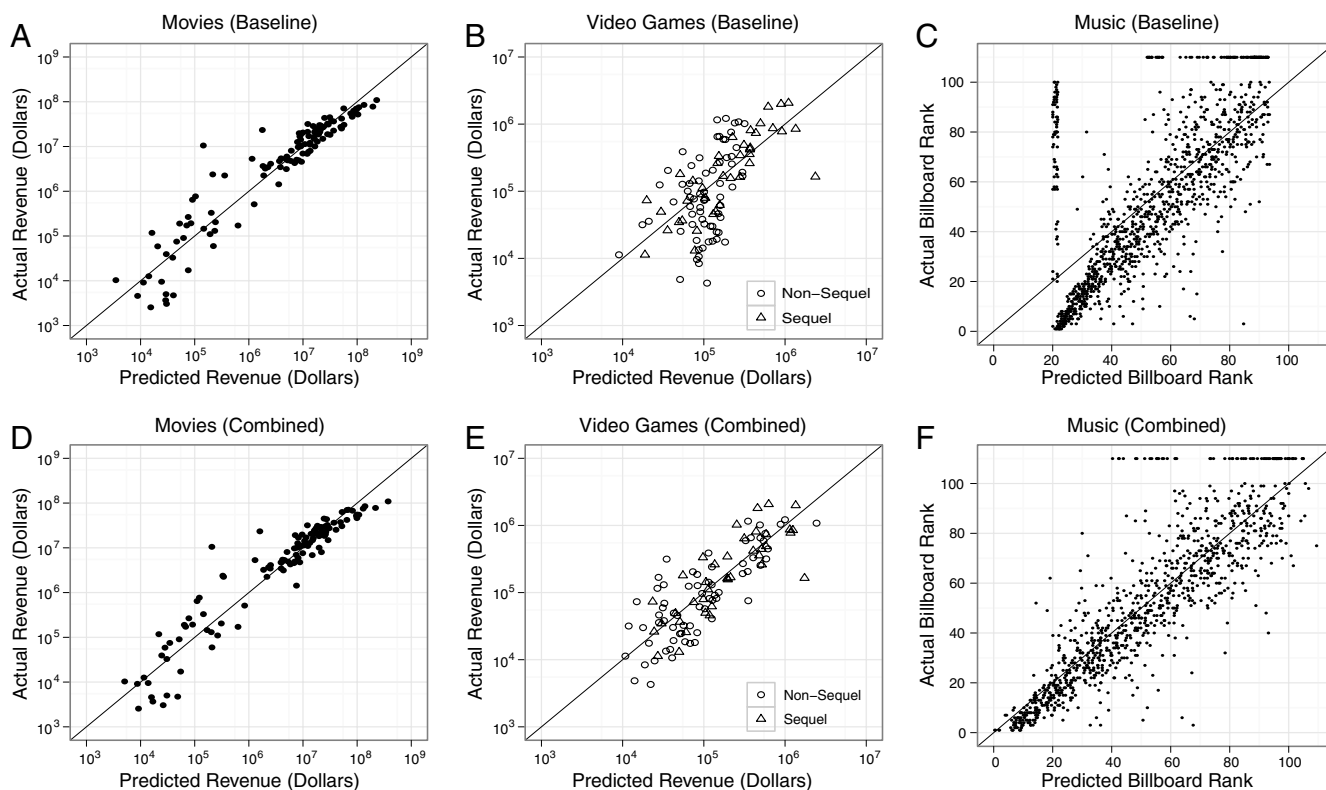 A
Movies (Baseline)
Actual Revenue (Dollars)
10⁹
10⁸
10⁷
10⁶
10⁵
10⁴
10³
10³ 10⁴ 10⁵ 10⁶ 10⁷ 10⁸ 10⁹
Predicted Revenue (Dollars)
B
Video Games (Baseline)
Actual Revenue (Dollars)
10⁷
10⁶
10⁵
10⁴
10³
Non−Sequel
Sequel
10³ 10⁴ 10⁵ 10⁶ 10⁷
Predicted Revenue (Dollars)
C
Music (Baseline)
Actual Billboard Rank
100
80
60
40
20
0
0 20 40 60 80 100
Predicted Billboard Rank
D
Movies (Combined)
Actual Revenue (Dollars)
10⁹
10⁸
10⁷
10⁶
10⁵
10⁴
10³
10³ 10⁴ 10⁵ 10⁶ 10⁷ 10⁸ 10⁹
Predicted Revenue (Dollars)
E
Video Games (Combined)
Actual Revenue (Dollars)
10⁷
10⁶
10⁵
10⁴
10³
Non−Sequel
Sequel
10³ 10⁴ 10⁵ 10⁶ 10⁷
Predicted Revenue (Dollars)
F
Music (Combined)
Actual Billboard Rank
100
80
60
40
20
0
0 20 40 60 80 100
Predicted Billboard Rank